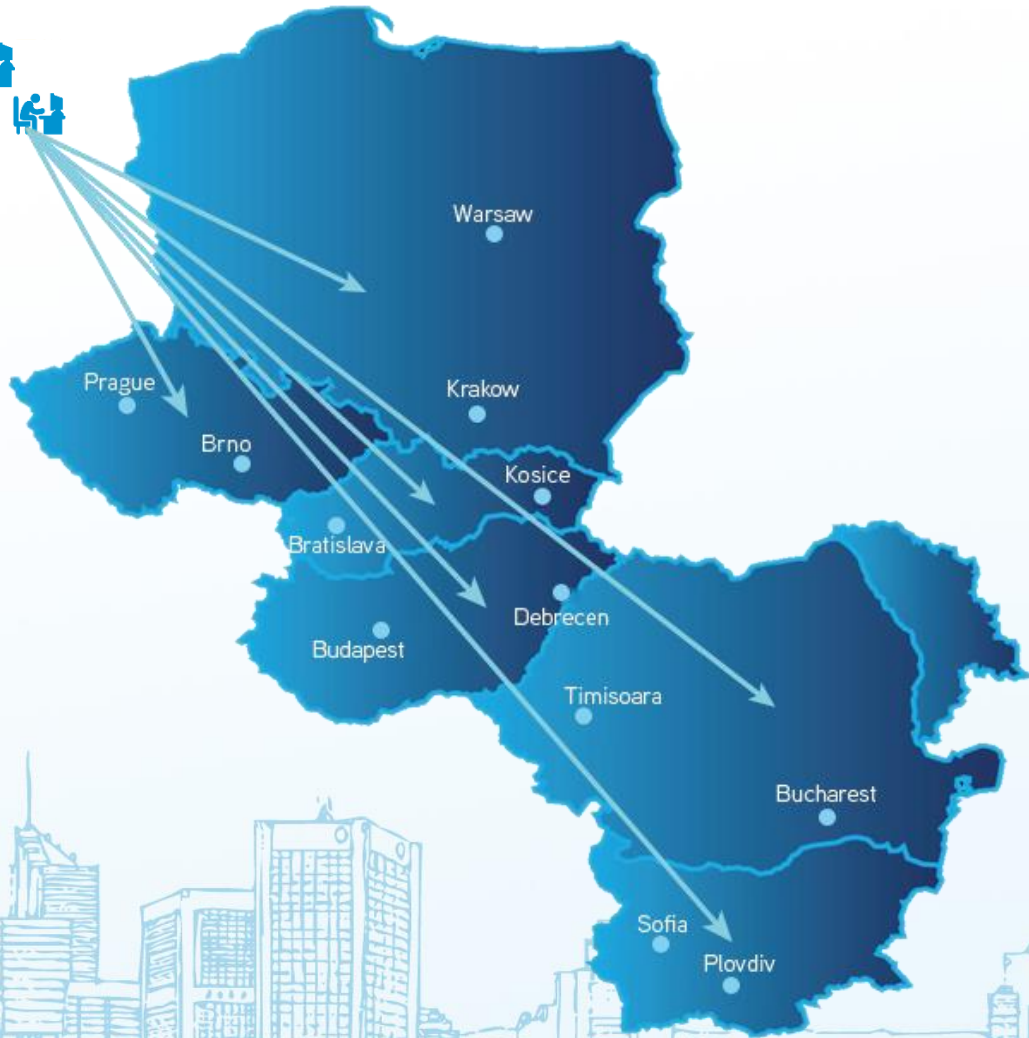 Warsaw
Prague
Krakow
Brno
Kosice
Bratislava
Debrecen
Budapest
Timisoara
Bucharest
Sofia
Plovdiv